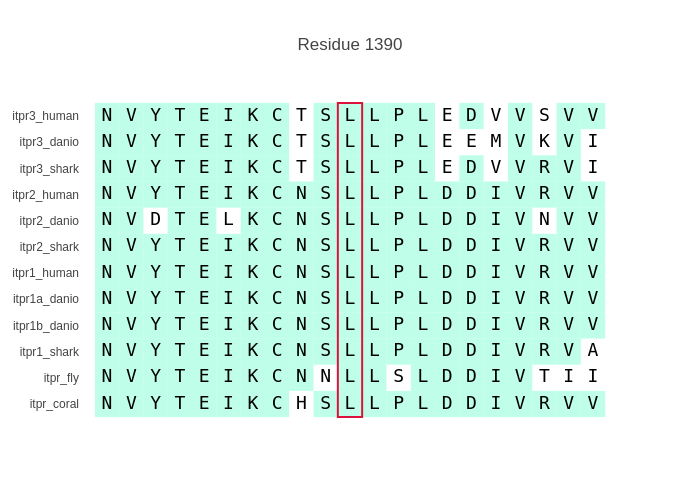 Residue 1390
itpr3_human N V Y T E I K C T S L L P L E D V V S V V
itpr3_danio N V Y T E I K C T S L L P L E E M V K V I
itpr3_shark N V Y T E I K C T S L L P L E D V V R V I
itpr2_human N V Y T E I K C N S L L P L D D I V R V V
itpr2_danio N V D T E L K C N S L L P L D D I V N V V
itpr2_shark N V Y T E I K C N S L L P L D D I V R V V
itpr1_human N V Y T E I K C N S L L P L D D I V R V V
itpr1a_danio N V Y T E I K C N S L L P L D D I V R V V
itpr1b_danio N V Y T E I K C N S L L P L D D I V R V V
itpr1_shark N V Y T E I K C N S L L P L D D I V R V A
itpr_fly N V Y T E I K C N N L L S L D D I V T I I
itpr_coral N V Y T E I K C H S L L P L D D I V R V V